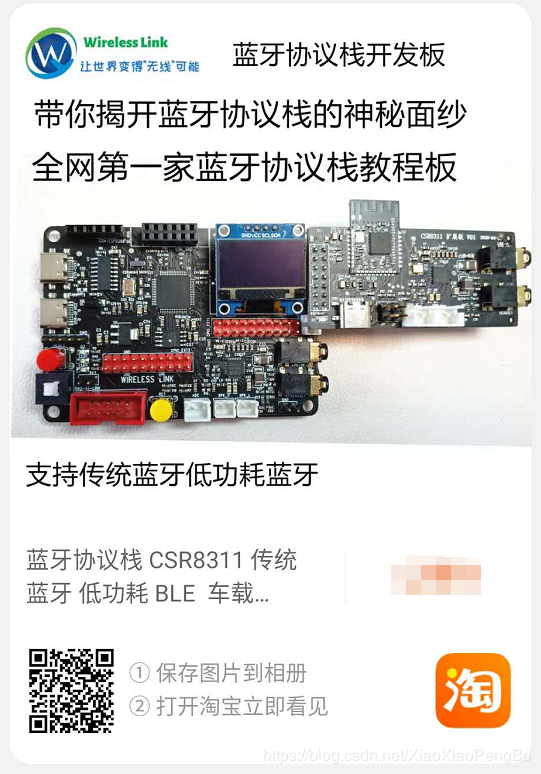 Wireless Link
让世界变得"无线"可能
蓝牙协议栈开发板
带你揭开蓝牙协议栈的神秘面纱
全网第一家蓝牙协议栈教程板
GND VCC SCL SDA
CSR8311 扩展板 V01
WIRELESS LINK
KEY
支持传统蓝牙低功耗蓝牙
蓝牙协议栈 CSR8311 传统
蓝牙 低功耗 BLE 车载...
① 保存图片到相册
② 打开淘宝立即看见
淘
https://blog.csdn.net/XiaoXiaoPengBo